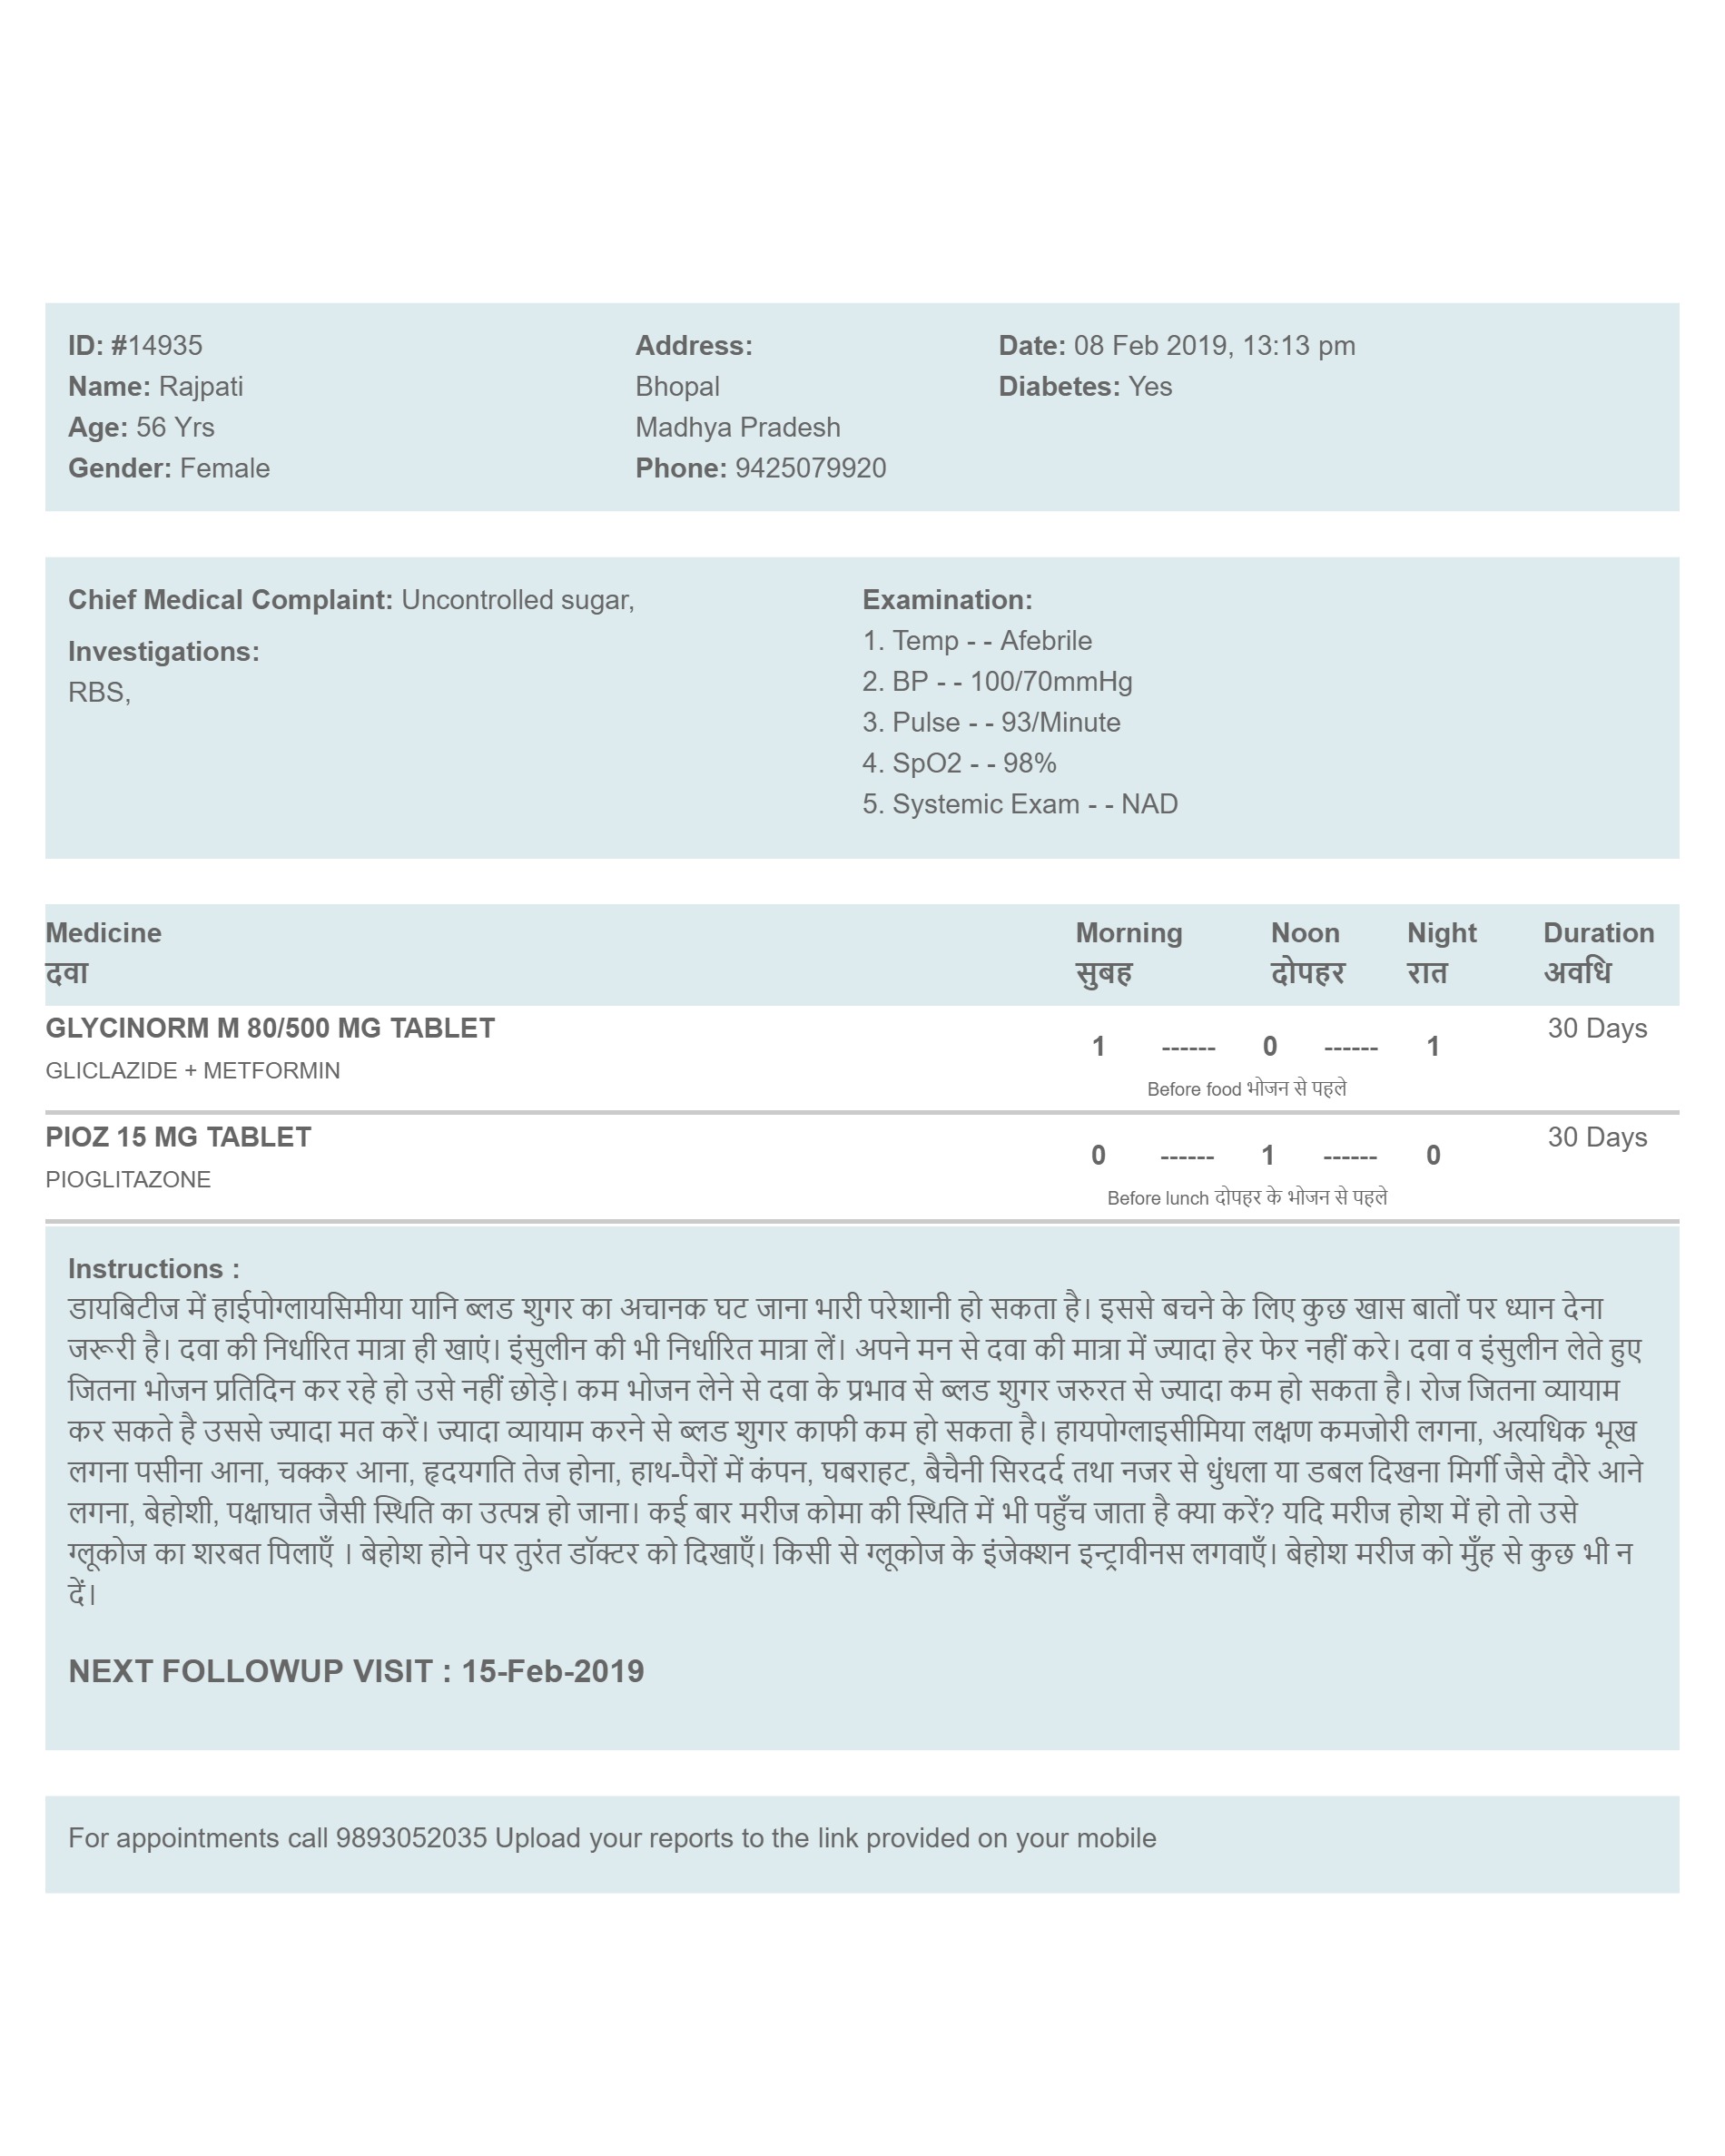 ID: #14935
Name: Rajpati
Age: 56 Yrs
Gender: Female
Address:
Bhopal
Madhya Pradesh
Phone: 9425079920
Date: 08 Feb 2019, 13:13 pm
Diabetes: Yes
Chief Medical Complaint: Uncontrolled sugar,
Investigations:
RBS,
Examination:
1. Temp - - Afebrile
2. BP - - 100/70mmHg
3. Pulse - - 93/Minute
4. SpO2 - - 98%
5. Systemic Exam - - NAD
Medicine Morning Noon Night Duration
दवा सुबह दोपहर रात अवधि
GLYCINORM M 80/500 MG TABLET 1 ------ 0 ------ 1 30 Days
GLICLAZIDE + METFORMIN
Before food भोजन से पहले
PIOZ 15 MG TABLET 0 ------ 1 ------ 0 30 Days
PIOGLITAZONE
Before lunch दोपहर के भोजन से पहले
Instructions :
डायबिटीज में हाईपोग्लायसिमीया यानि ब्लड शुगर का अचानक घट जाना भारी परेशानी हो सकता है। इससे बचने के लिए कुछ खास बातों पर ध्यान देना
जरूरी है। दवा की निर्धारित मात्रा ही खाएं। इंसुलीन की भी निर्धारित मात्रा लें। अपने मन से दवा की मात्रा में ज्यादा हेर फेर नहीं करे। दवा व इंसुलीन लेते हुए
जितना भोजन प्रतिदिन कर रहे हो उसे नहीं छोड़े। कम भोजन लेने से दवा के प्रभाव से ब्लड शुगर जरुरत से ज्यादा कम हो सकता है। रोज जितना व्यायाम
कर सकते है उससे ज्यादा मत करें। ज्यादा व्यायाम करने से ब्लड शुगर काफी कम हो सकता है। हायपोग्लाइसीमिया लक्षण कमजोरी लगना, अत्यधिक भूख
लगना पसीना आना, चक्कर आना, हृदयगति तेज होना, हाथ-पैरों में कंपन, घबराहट, बैचैनी सिरदर्द तथा नजर से धुंधला या डबल दिखना मिर्गी जैसे दौरे आने
लगना, बेहोशी, पक्षाघात जैसी स्थिति का उत्पन्न हो जाना। कई बार मरीज कोमा की स्थिति में भी पहुँच जाता है क्या करें? यदि मरीज होश में हो तो उसे
ग्लूकोज का शरबत पिलाएँ । बेहोश होने पर तुरंत डॉक्टर को दिखाएँ। किसी से ग्लूकोज के इंजेक्शन इन्ट्रावीनस लगवाएँ। बेहोश मरीज को मुँह से कुछ भी न
दें।
NEXT FOLLOWUP VISIT : 15-Feb-2019
For appointments call 9893052035 Upload your reports to the link provided on your mobile